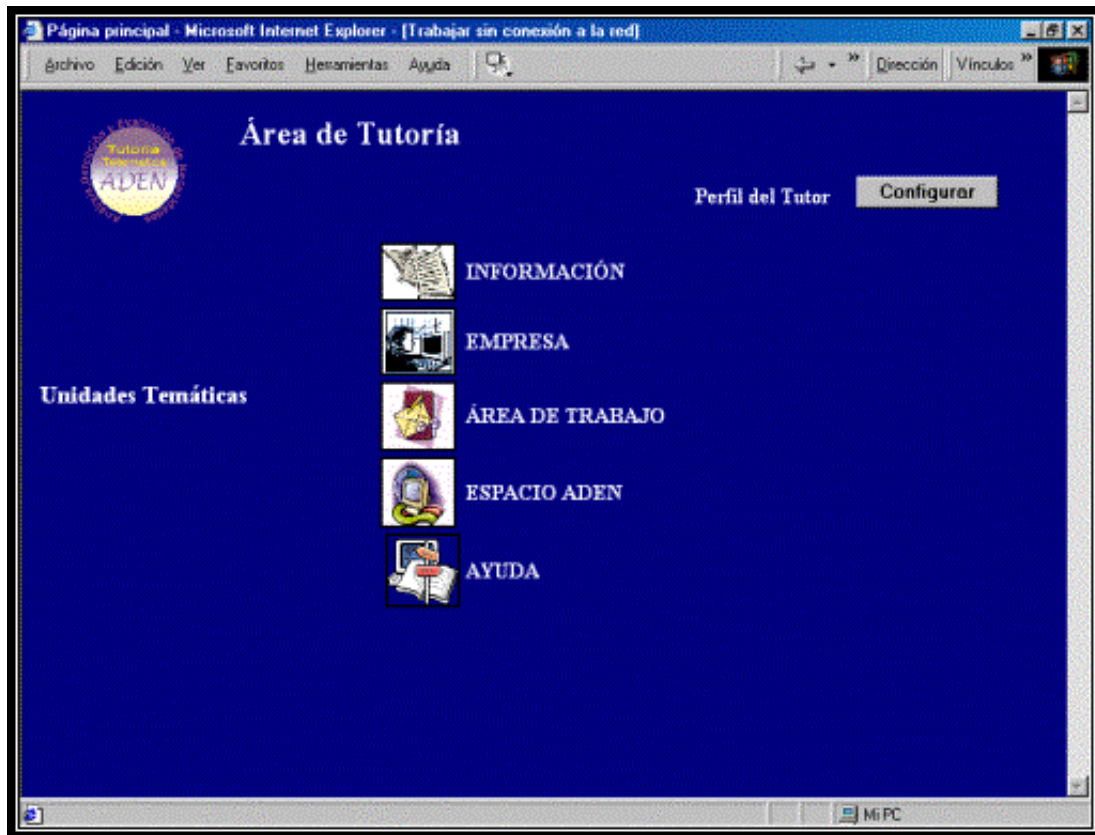 Página principal - Microsoft Internet Explorer - [Trabajar sin conexión a la red]
Archivo Edición Ver Favoritos Herramientas Ayuda » Dirección Vínculos »
Área de Tutoría
Tutoria
Telematica
ADEN
Perfil del Tutor Configurar
INFORMACIÓN
EMPRESA
Unidades Temáticas
ÁREA DE TRABAJO
ESPACIO ADEN
AYUDA
Mi PC